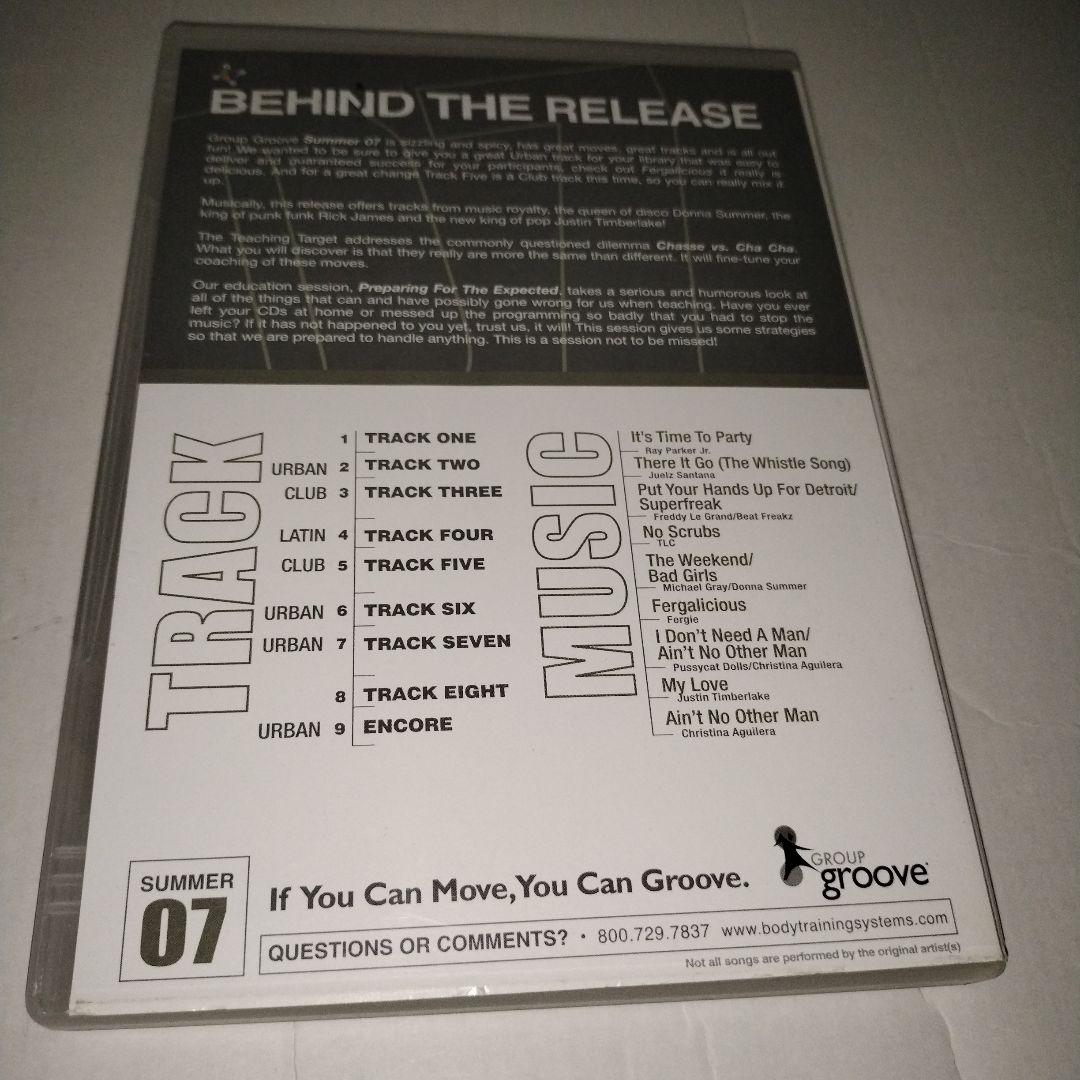 BEHIND THE RELEASE
Group Groove Summer 07 is sizzling and spicy, has great moves, great tracks and is all out
fun! We wanted to be sure to give you a great Urban track for your library that was easy to
deliver and guaranteed success for your participants, check out Fergalicious it really is
delicious. And for a great change Track Five is a Club track this time, so you can really mix it
up.
Musically, this release offers tracks from music royalty, the queen of disco Donna Summer, the
king of punk funk Rick James and the new king of pop Justin Timberlake!
The Teaching Target addresses the commonly questioned dilemma Chasse vs. Cha Cha.
What you will discover is that they really are more the same than different. It will fine-tune your
coaching of these moves.
Our education session, Preparing For The Expected, takes a serious and humorous look at
all of the things that can and have possibly gone wrong for us when teaching. Have you ever
left your CDs at home or messed up the programming so badly that you had to stop the
music? If it has not happened to you yet, trust us, it will! This session gives us some strategies
so that we are prepared to handle anything. This is a session not to be missed!
TRACK
1 TRACK ONE
URBAN 2 TRACK TWO
CLUB 3 TRACK THREE
LATIN 4 TRACK FOUR
CLUB 5 TRACK FIVE
URBAN 6 TRACK SIX
URBAN 7 TRACK SEVEN
8 TRACK EIGHT
URBAN 9 ENCORE
MUSIC
It's Time To Party
Ray Parker Jr.
There It Go (The Whistle Song)
Juelz Santana
Put Your Hands Up For Detroit/
Superfreak
Freddy Le Grand/Beat Freakz
No Scrubs
TLC
The Weekend/
Bad Girls
Michael Gray/Donna Summer
Fergalicious
Fergie
I Don't Need A Man/
Ain't No Other Man
Pussycat Dolls/Christina Aguilera
My Love
Justin Timberlake
Ain't No Other Man
Christina Aguilera
SUMMER
07
If You Can Move, You Can Groove.
GROUP
groove
QUESTIONS OR COMMENTS? • 800.729.7837 www.bodytrainingsystems.com
Not all songs are performed by the original artist(s)